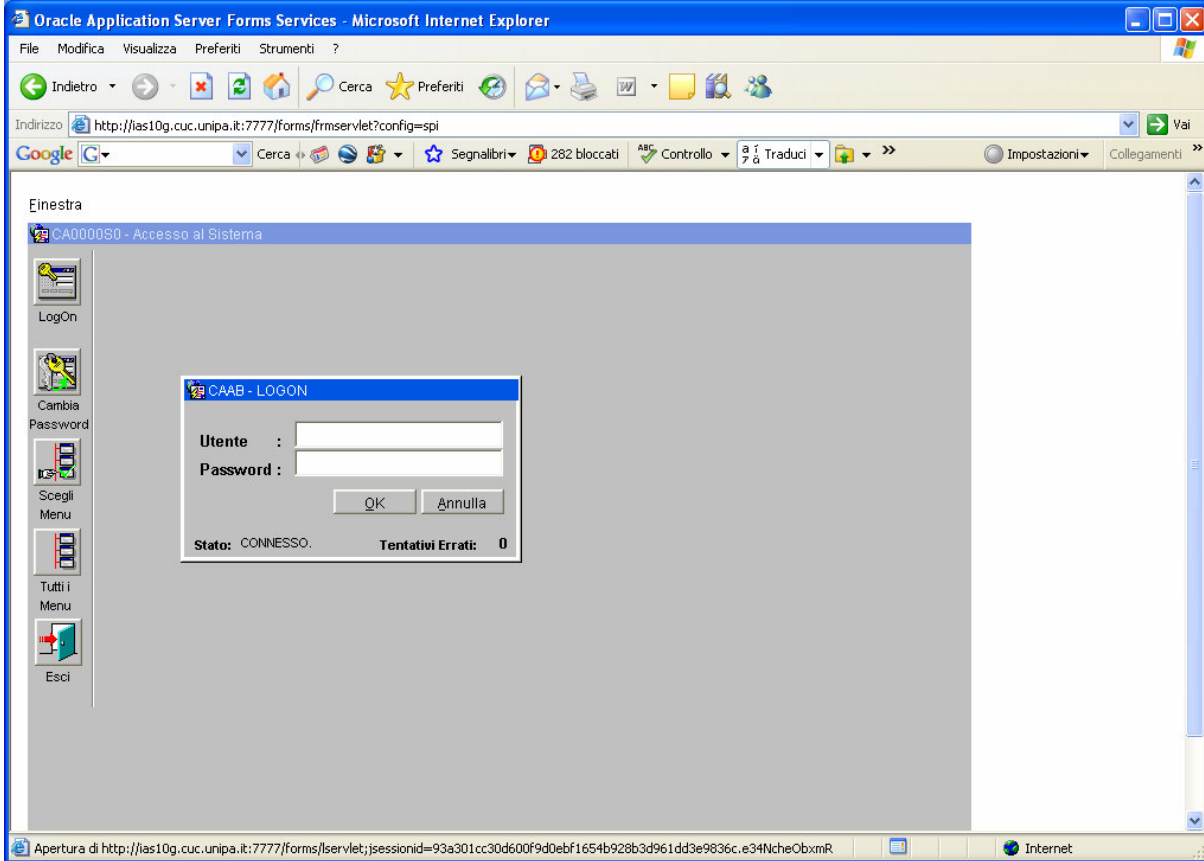 Oracle Application Server Forms Services - Microsoft Internet Explorer
File Modifica Visualizza Preferiti Strumenti ?
Indietro Cerca Preferiti
Indirizzo http://ias10g.cuc.unipa.it:7777/forms/frmservlet?config=spi Vai
Google G Cerca Segnalibri 282 bloccati ABC Controllo Traduci » Impostazioni Collegamenti »
Finestra
CA0000S0 - Accesso al Sistema
LogOn
Cambia
Password
Scegli
Menu
Tutti i
Menu
Esci
CAAB - LOGON
Utente :
Password :
OK Annulla
Stato: CONNESSO. Tentativi Errati: 0
Apertura di http://ias10g.cuc.unipa.it:7777/forms/lservlet;jsessionid=93a301cc30d600f9d0ebf1654b928b3d961dd3e9836c.e34NcheObxmR Internet